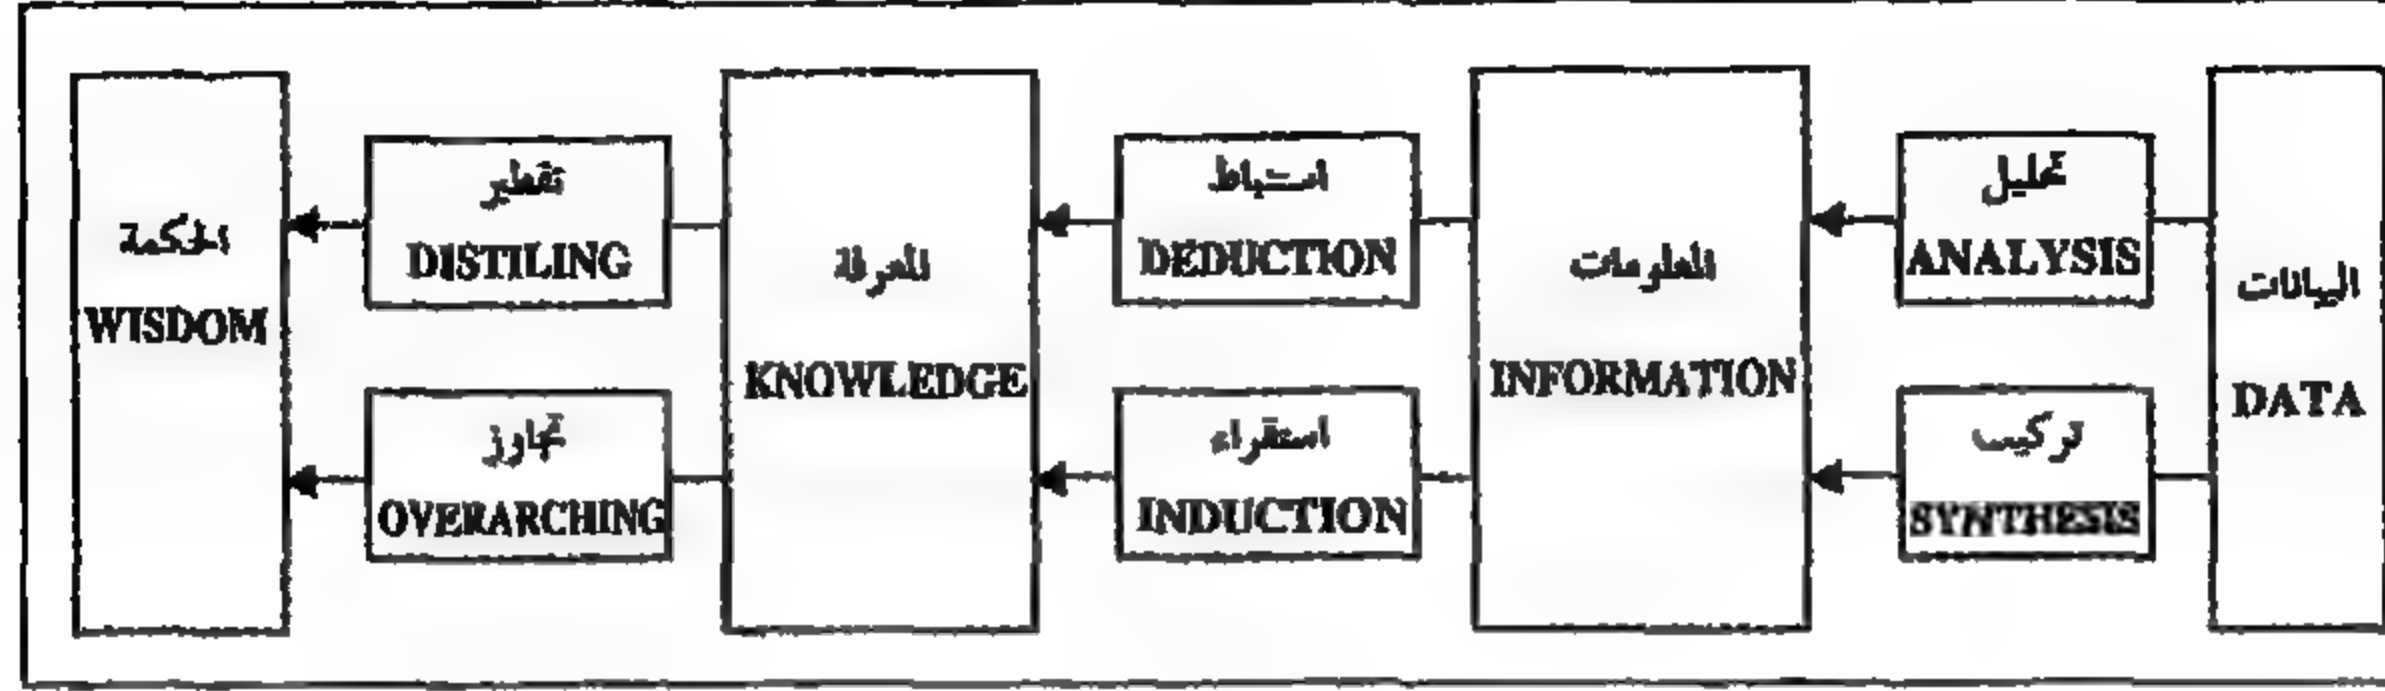 البيانات
DATA
تحليل
ANALYSIS
تركيب
SYNTHESIS
المعلومات
INFORMATION
استنباط
DEDUCTION
استقراء
INDUCTION
المعرفة
KNOWLEDGE
تقطير
DISTILING
تجاوز
OVERARCHING
الحكمة
WISDOM